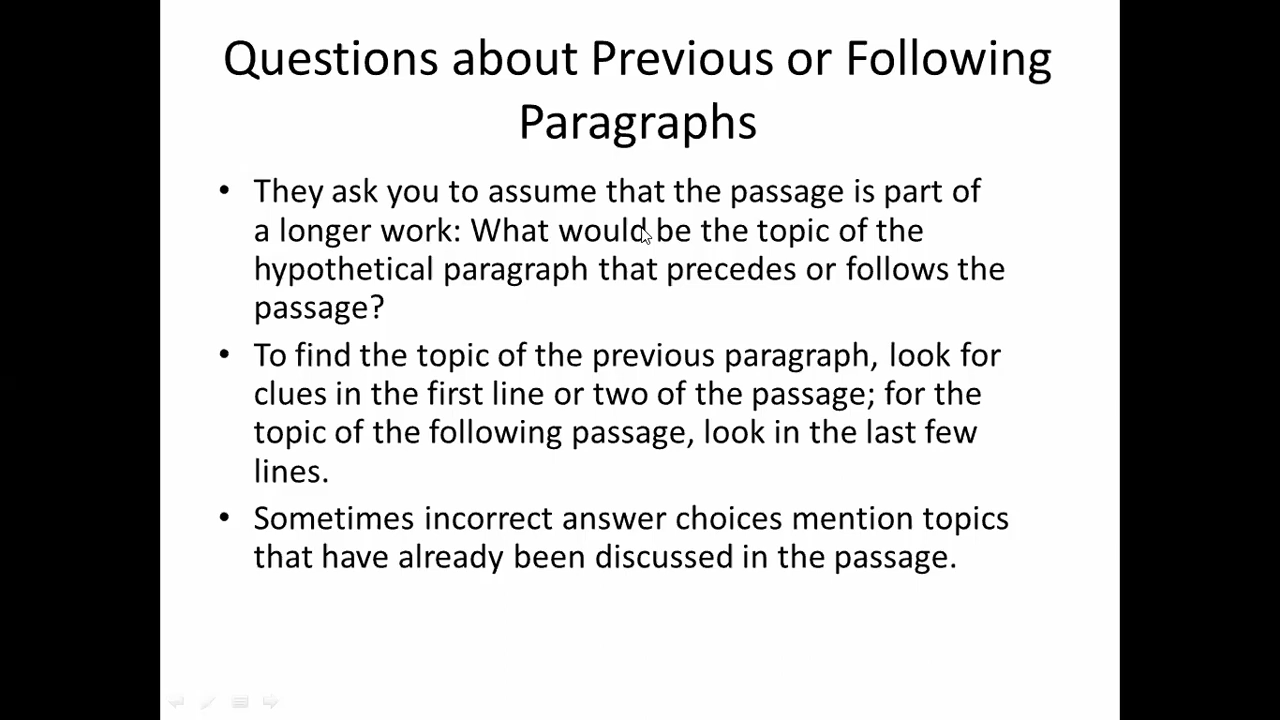 Questions about Previous or Following
Paragraphs
• They ask you to assume that the passage is part of
a longer work: What would be the topic of the
hypothetical paragraph that precedes or follows the
passage?
• To find the topic of the previous paragraph, look for
clues in the first line or two of the passage; for the
topic of the following passage, look in the last few
lines.
• Sometimes incorrect answer choices mention topics
that have already been discussed in the passage.